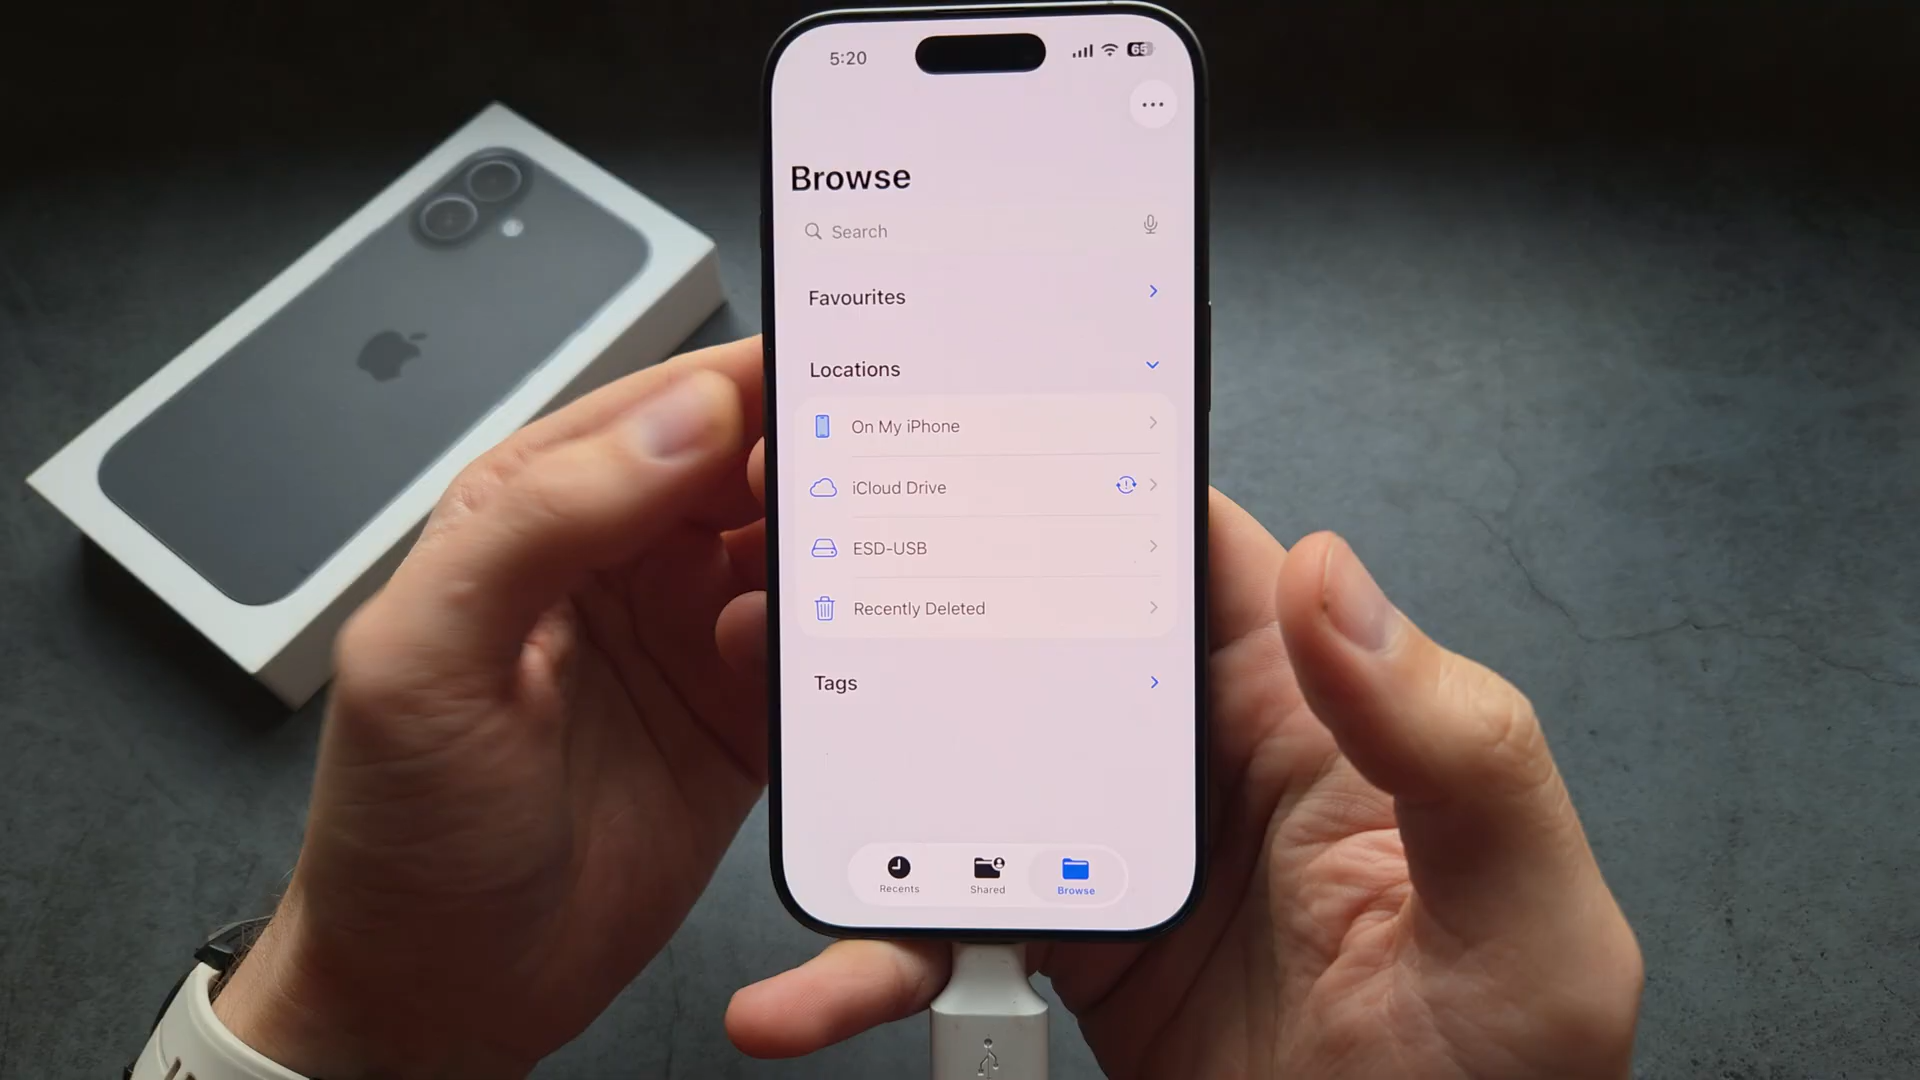 5:20
65
Browse
Search
Favourites
Locations
On My iPhone
iCloud Drive
ESD-USB
Recently Deleted
Tags
Recents
Shared
Browse